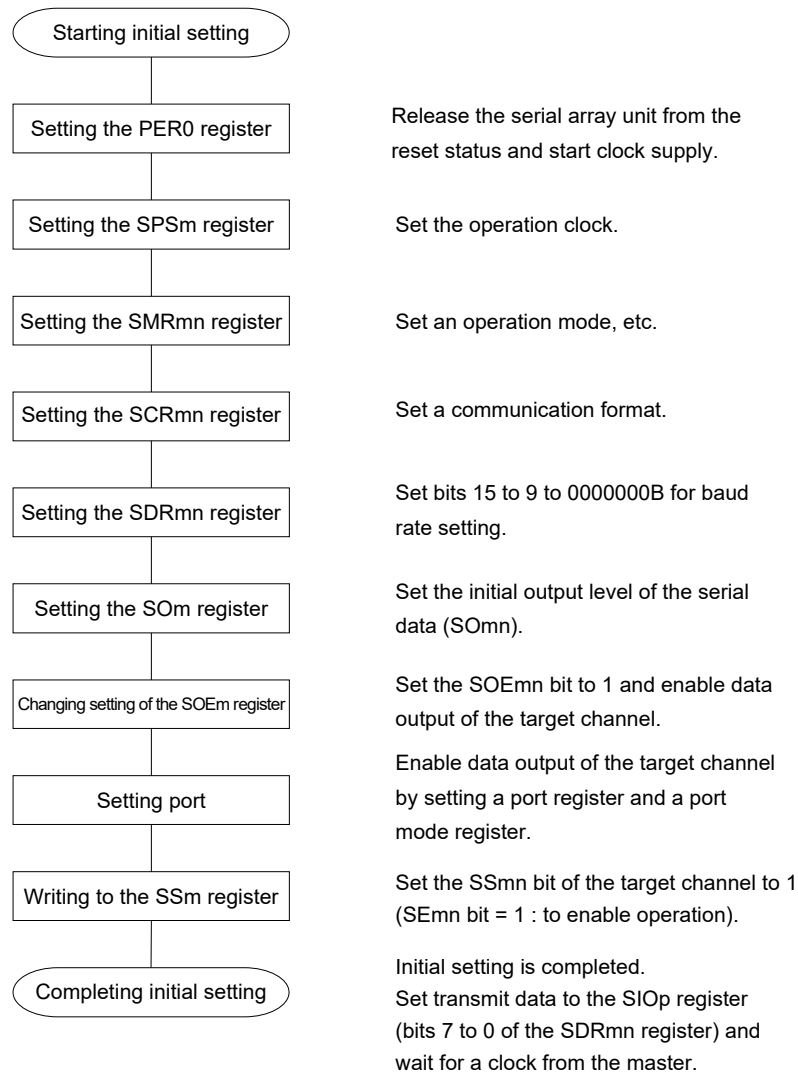 Starting initial setting
Setting the PER0 register
Release the serial array unit from the
reset status and start clock supply.
Setting the SPSm register
Set the operation clock.
Setting the SMRmn register
Set an operation mode, etc.
Setting the SCRmn register
Set a communication format.
Setting the SDRmn register
Set bits 15 to 9 to 0000000B for baud
rate setting.
Setting the SOm register
Set the initial output level of the serial
data (SOmn).
Changing setting of the SOEm register
Set the SOEmn bit to 1 and enable data
output of the target channel.
Setting port
Enable data output of the target channel
by setting a port register and a port
mode register.
Writing to the SSm register
Set the SSmn bit of the target channel to 1
(SEmn bit = 1 : to enable operation).
Completing initial setting
Initial setting is completed.
Set transmit data to the SIOp register
(bits 7 to 0 of the SDRmn register) and
wait for a clock from the master.